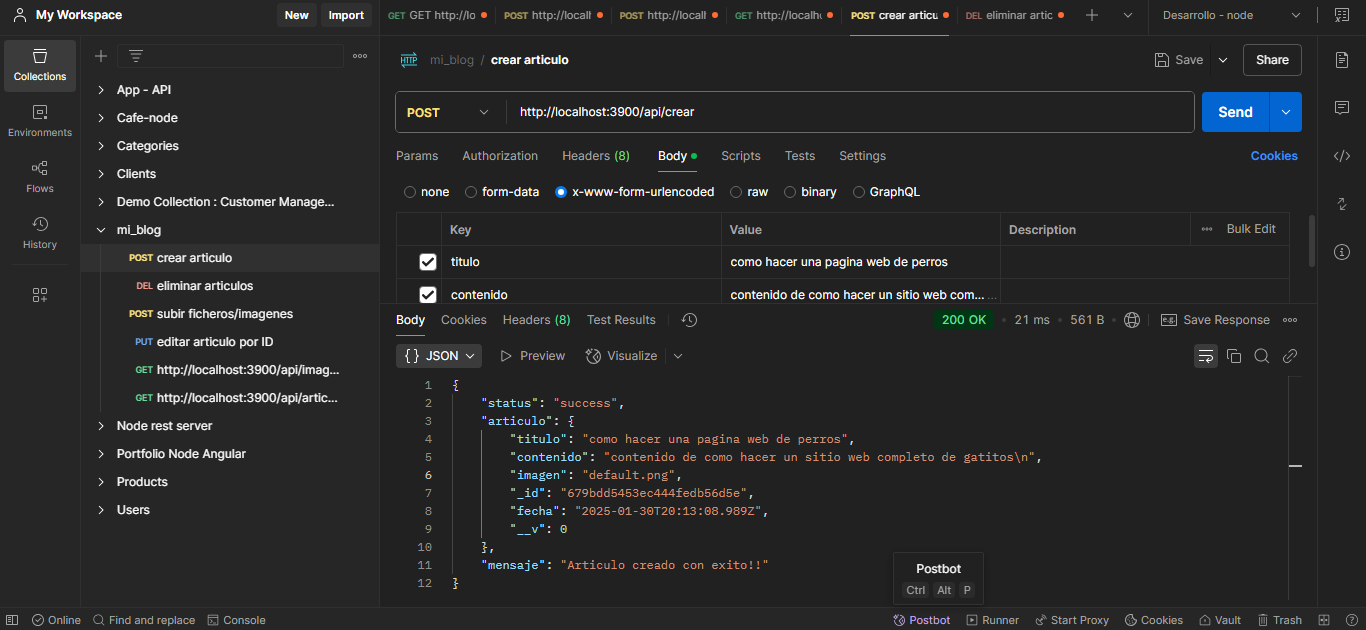 My Workspace New Import GET GET http://lo POST http://locall POST http://locall GET http://localhu POST crear articu DEL eliminar artic Desarrollo - node
Collections
Environments
Flows
History
App - API
Cafe-node
Categories
Clients
Demo Collection : Customer Manage...
mi_blog
POST crear articulo
DEL eliminar articulos
POST subir ficheros/imagenes
PUT editar articulo por ID
GET http://localhost:3900/api/imag...
GET http://localhost:3900/api/artic...
Node rest server
Portfolio Node Angular
Products
Users
HTTP mi_blog / crear articulo Save Share
POST http://localhost:3900/api/crear Send
Params Authorization Headers (8) Body Scripts Tests Settings Cookies
none form-data x-www-form-urlencoded raw binary GraphQL
Key Value Description Bulk Edit
titulo como hacer una pagina web de perros
contenido contenido de como hacer un sitio web com... ...
Body Cookies Headers (8) Test Results 200 OK 21 ms 561 B e.g. Save Response
{} JSON Preview Visualize
1 {
2 "status": "success",
3 "articulo": {
4 "titulo": "como hacer una pagina web de perros",
5 "contenido": "contenido de como hacer un sitio web completo de gatitos\n",
6 "imagen": "default.png",
7 "_id": "679bdd5453ec444fedb56d5e",
8 "fecha": "2025-01-30T20:13:08.989Z",
9 "__v": 0
10 },
11 "mensaje": "Articulo creado con exito!!"
12 }
Postbot
Ctrl Alt P
Online Find and replace Console Postbot Runner Start Proxy Cookies Vault Trash